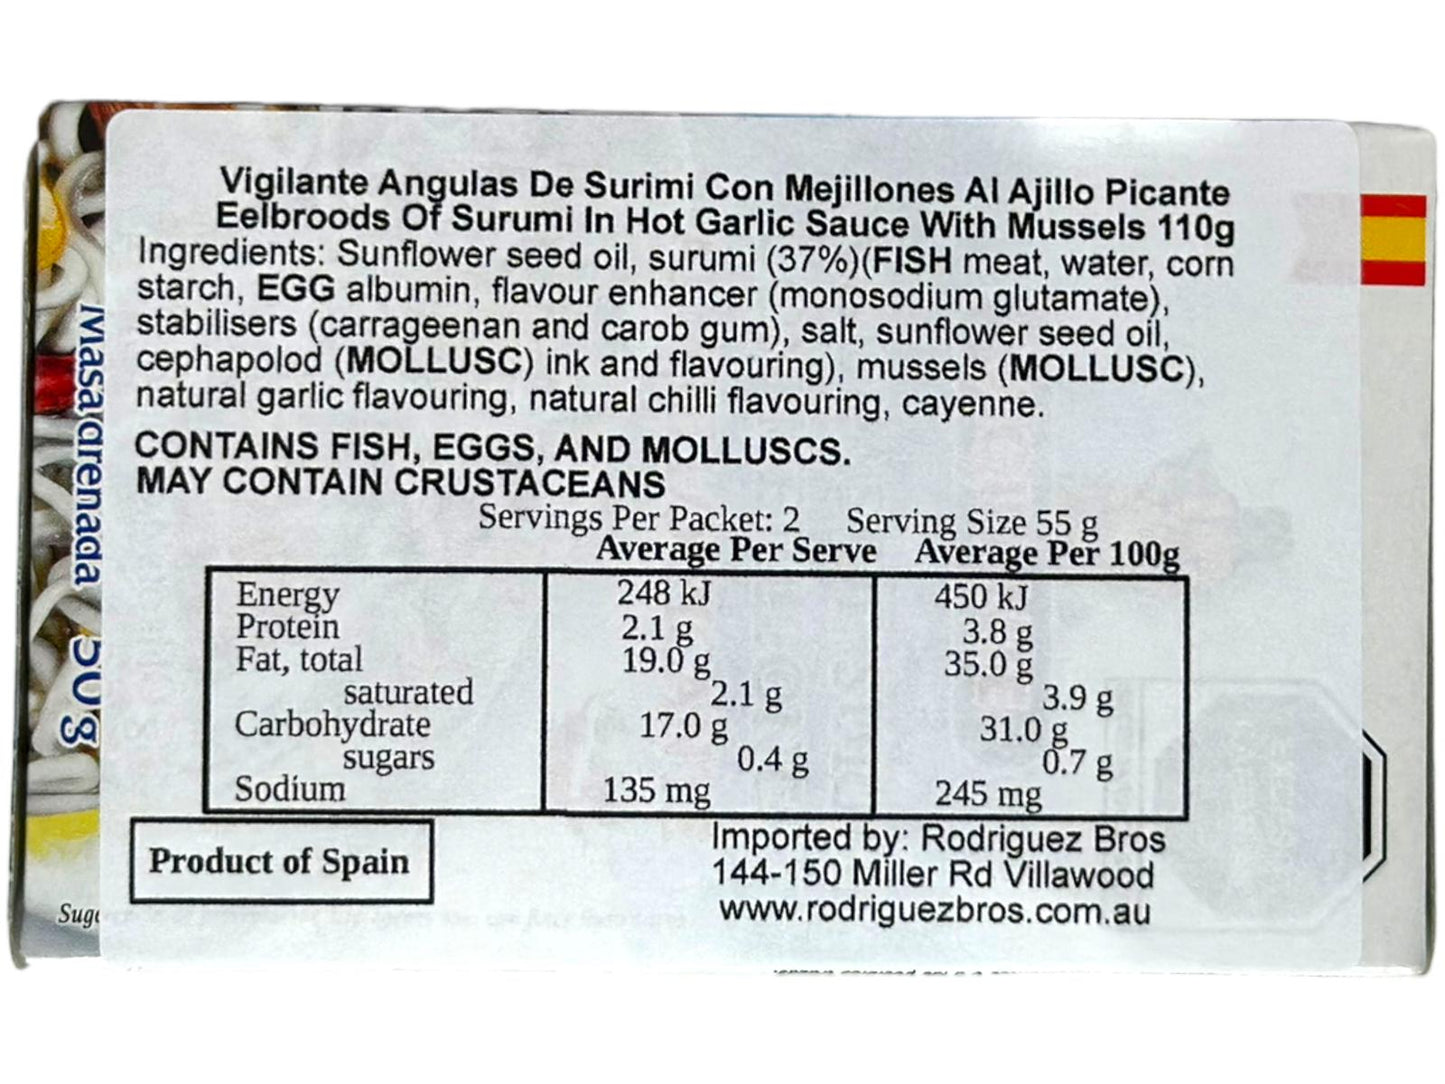 Vigilante Angulas De Surimi Con Mejillones Al Ajillo Picante
Eelbroods Of Surumi In Hot Garlic Sauce With Mussels 110g
Ingredients: Sunflower seed oil, surumi (37%)(FISH meat, water, corn
starch, EGG albumin, flavour enhancer (monosodium glutamate),
stabilisers (carrageenan and carob gum), salt, sunflower seed oil,
cephapolod (MOLLUSC) ink and flavouring), mussels (MOLLUSC),
natural garlic flavouring, natural chilli flavouring, cayenne.
CONTAINS FISH, EGGS, AND MOLLUSCS.
MAY CONTAIN CRUSTACEANS
Servings Per Packet: 2 Serving Size 55 g
Average Per Serve Average Per 100g
Energy 248 kJ 450 kJ
Protein 2.1 g 3.8 g
Fat, total 19.0 g 35.0 g
saturated 2.1 g 3.9 g
Carbohydrate 17.0 g 31.0 g
sugars 0.4 g 0.7 g
Sodium 135 mg 245 mg
Product of Spain
Imported by: Rodriguez Bros
144-150 Miller Rd Villawood
www.rodriguezbros.com.au
50g